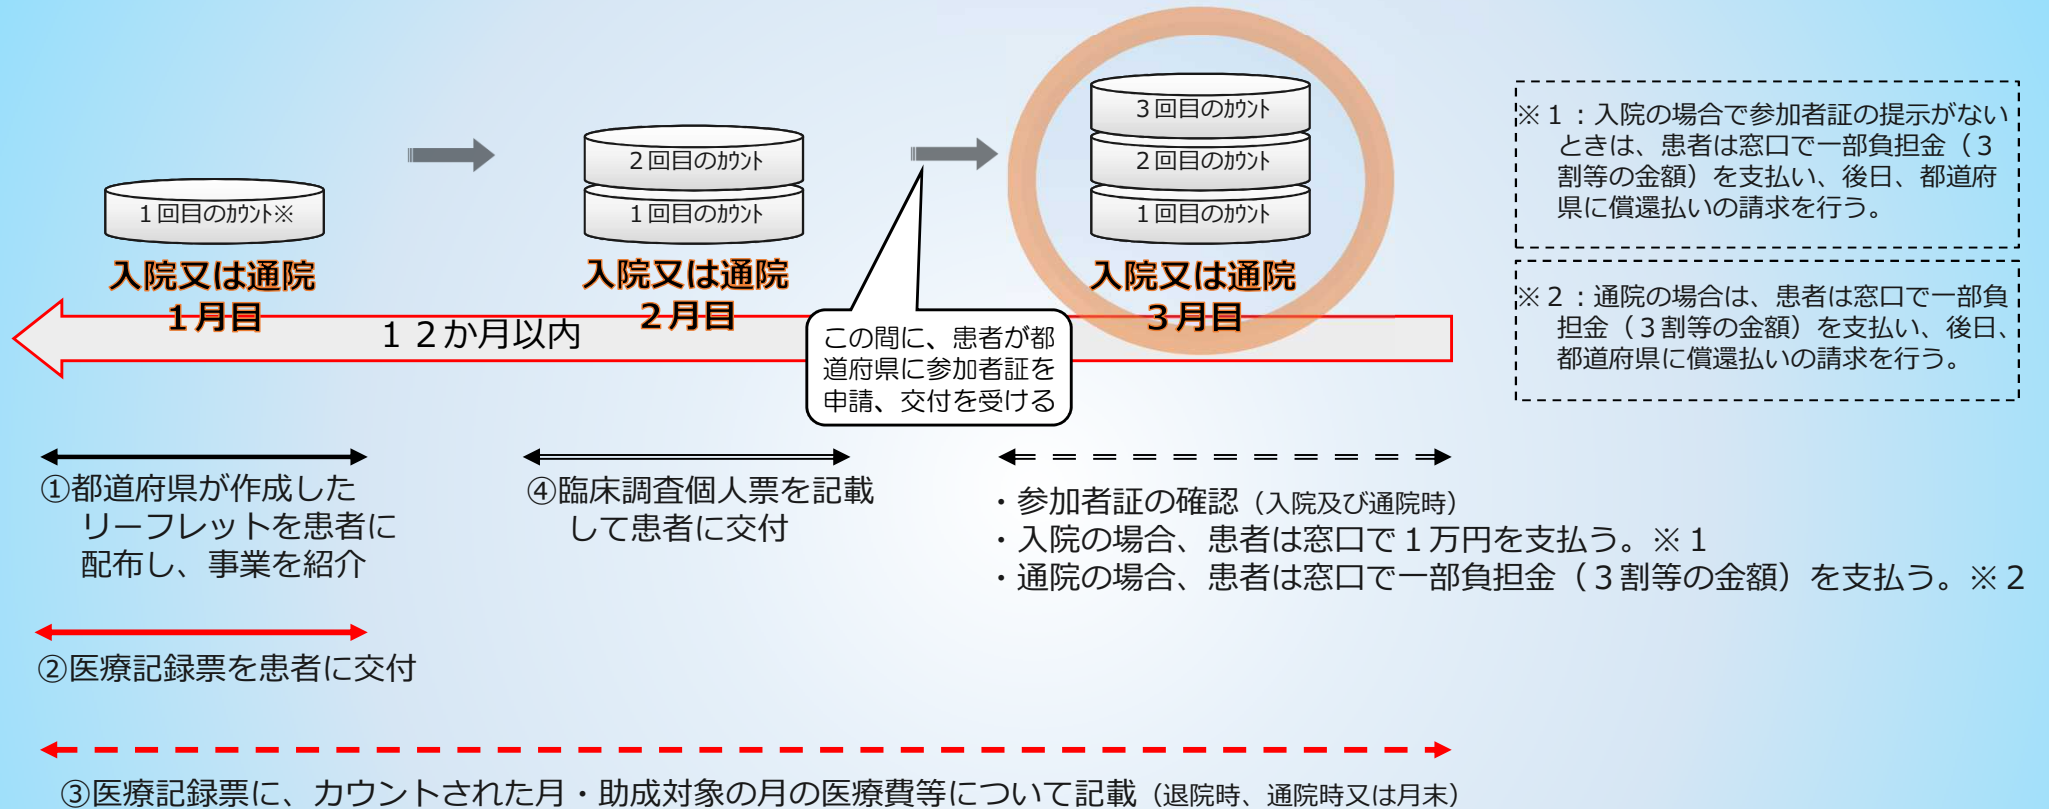 1回目のカウント※
入院又は通院
1月目
2回目のカウント
1回目のカウント
入院又は通院
2月目
3回目のカウント
2回目のカウント
1回目のカウント
入院又は通院
3月目
12か月以内
この間に、患者が都
道府県に参加者証を
申請、交付を受ける
※1:入院の場合で参加者証の提示がない
ときは、患者は窓口で一部負担金(3
割等の金額)を支払い、後日、都道府
県に償還払いの請求を行う。
※2:通院の場合は、患者は窓口で一部負
担金(3割等の金額)を支払い、後日、
都道府県に償還払いの請求を行う。
①都道府県が作成した
リーフレットを患者に
配布し、事業を紹介
④臨床調査個人票を記載
して患者に交付
・参加者証の確認(入院及び通院時)
・入院の場合、患者は窓口で1万円を支払う。※1
・通院の場合、患者は窓口で一部負担金(3割等の金額)を支払う。※2
②医療記録票を患者に交付
③医療記録票に、カウントされた月・助成対象の月の医療費等について記載(退院時、通院時又は月末)